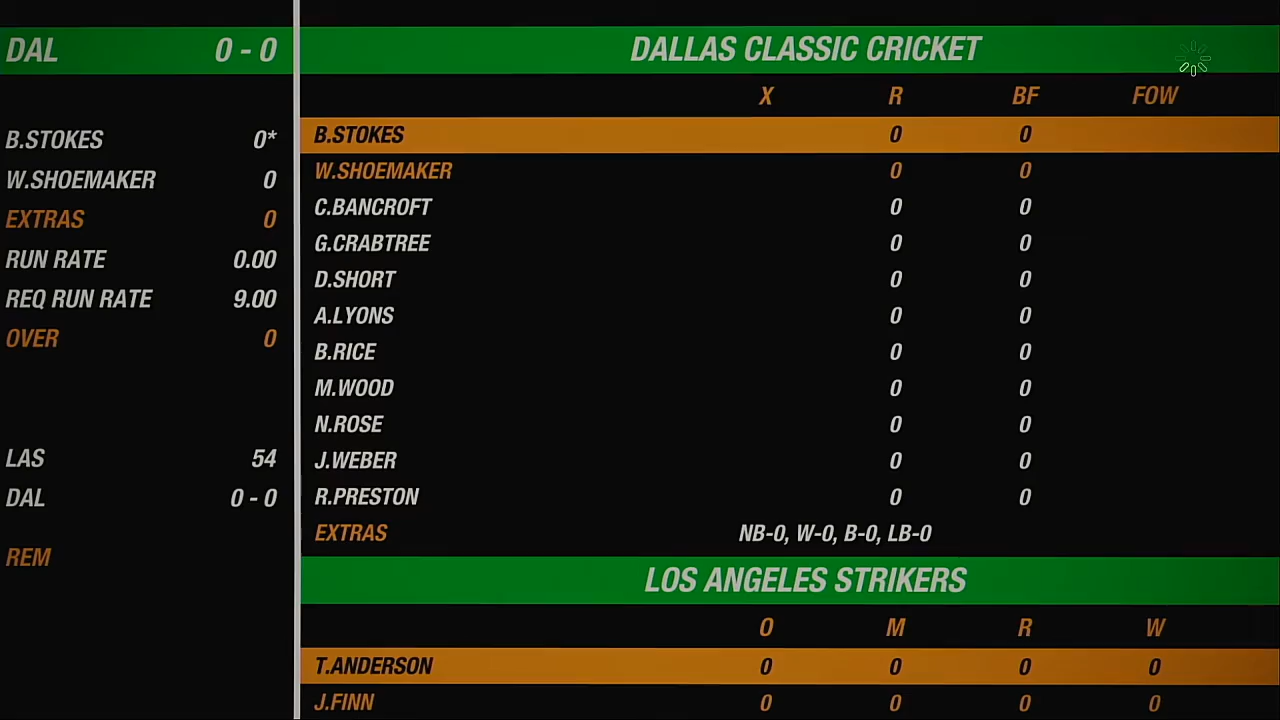 DAL 0 - 0
B.STOKES 0*
W.SHOEMAKER 0
EXTRAS 0
RUN RATE 0.00
REQ RUN RATE 9.00
OVER 0
LAS 54
DAL 0 - 0
REM
DALLAS CLASSIC CRICKET
X R BF FOW
B.STOKES 0 0
W.SHOEMAKER 0 0
C.BANCROFT 0 0
G.CRABTREE 0 0
D.SHORT 0 0
A.LYONS 0 0
B.RICE 0 0
M.WOOD 0 0
N.ROSE 0 0
J.WEBER 0 0
R.PRESTON 0 0
EXTRAS NB-0, W-0, B-0, LB-0
LOS ANGELES STRIKERS
O M R W
T.ANDERSON 0 0 0 0
J.FINN 0 0 0 0